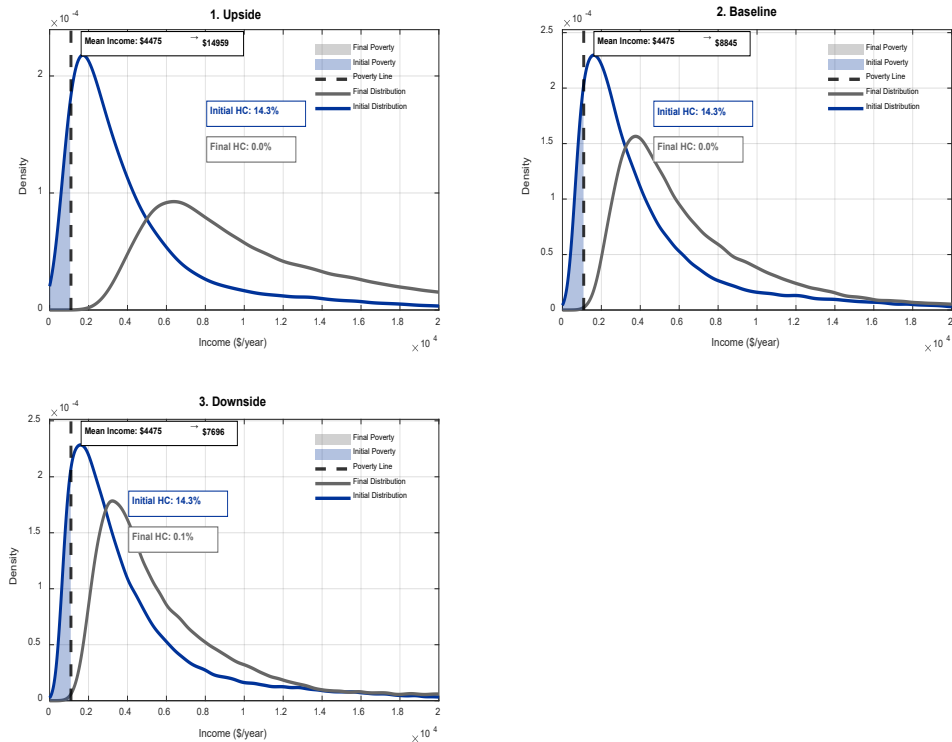 1. Upside
× 10 -4
Mean Income: $4475 → $14959
Final Poverty
Initial Poverty
Poverty Line
Final Distribution
Initial Distribution
Initial HC: 14.3%
Final HC: 0.0%
Density
2
1
0
0 0.2 0.4 0.6 0.8 1 1.2 1.4 1.6 1.8 2
Income ($/year)
× 10 4
2. Baseline
× 10 -4
Mean Income: $4475 → $8845
Final Poverty
Initial Poverty
Poverty Line
Final Distribution
Initial Distribution
Initial HC: 14.3%
Final HC: 0.0%
Density
2.5
2
1.5
1
0.5
0
0 0.2 0.4 0.6 0.8 1 1.2 1.4 1.6 1.8 2
Income ($/year)
× 10 4
3. Downside
× 10 -4
Mean Income: $4475 → $7696
Final Poverty
Initial Poverty
Poverty Line
Final Distribution
Initial Distribution
Initial HC: 14.3%
Final HC: 0.1%
Density
2.5
2
1.5
1
0.5
0
0 0.2 0.4 0.6 0.8 1 1.2 1.4 1.6 1.8 2
Income ($/year)
× 10 4